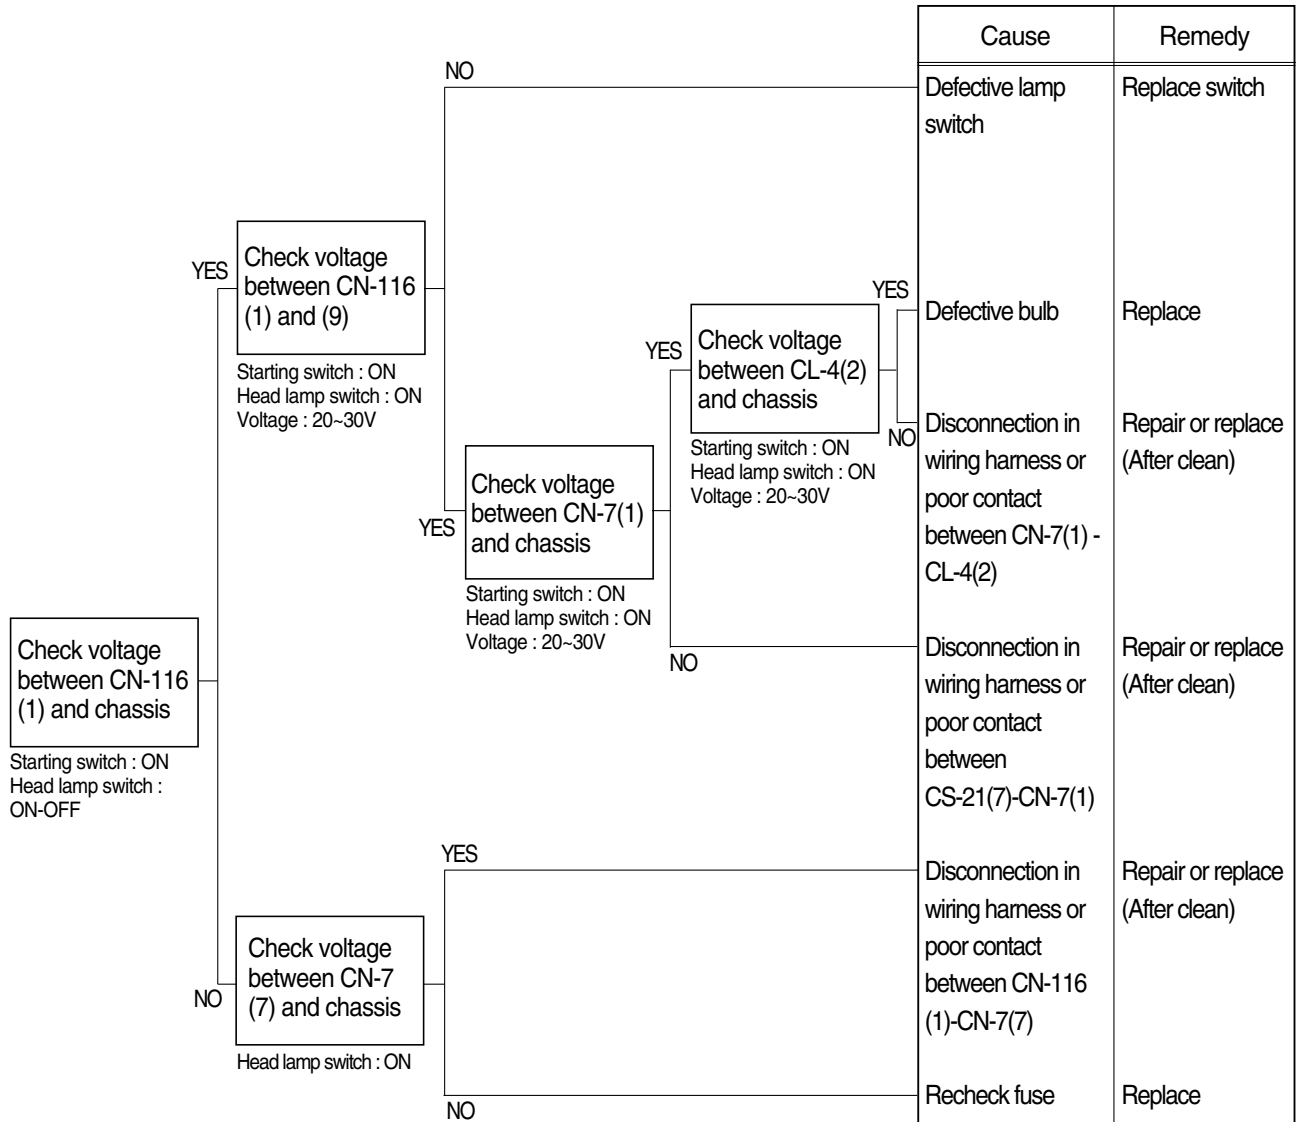 Cause
Remedy
NO
Defective lamp
switch
Replace switch
YES
Check voltage
between CN-116
(1) and (9)
Starting switch : ON
Head lamp switch : ON
Voltage : 20~30V
YES
Check voltage
between CL-4(2)
and chassis
Starting switch : ON
Head lamp switch : ON
Voltage : 20~30V
YES
Defective bulb
Replace
NO
Disconnection in
wiring harness or
poor contact
between CN-7(1) -
CL-4(2)
Repair or replace
(After clean)
YES
Check voltage
between CN-7(1)
and chassis
Starting switch : ON
Head lamp switch : ON
Voltage : 20~30V
NO
Disconnection in
wiring harness or
poor contact
between
CS-21(7)-CN-7(1)
Repair or replace
(After clean)
Check voltage
between CN-116
(1) and chassis
Starting switch : ON
Head lamp switch :
ON-OFF
YES
Disconnection in
wiring harness or
poor contact
between CN-116
(1)-CN-7(7)
Repair or replace
(After clean)
NO
Check voltage
between CN-7
(7) and chassis
Head lamp switch : ON
NO
Recheck fuse
Replace